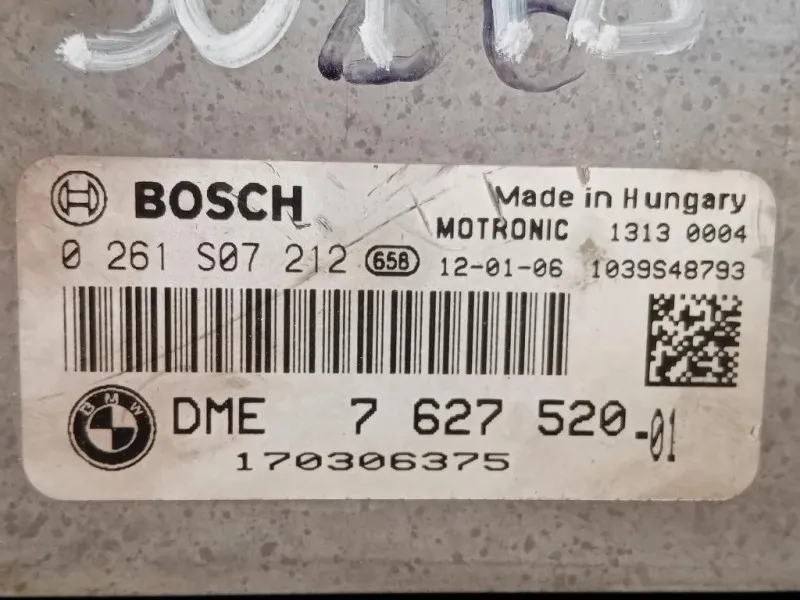 BOSCH Made in Hungary
MOTRONIC 1313 0004
0 261 S07 212 658 12-01-06 1039S48793
BMW DME 7 627 520-01
170306375